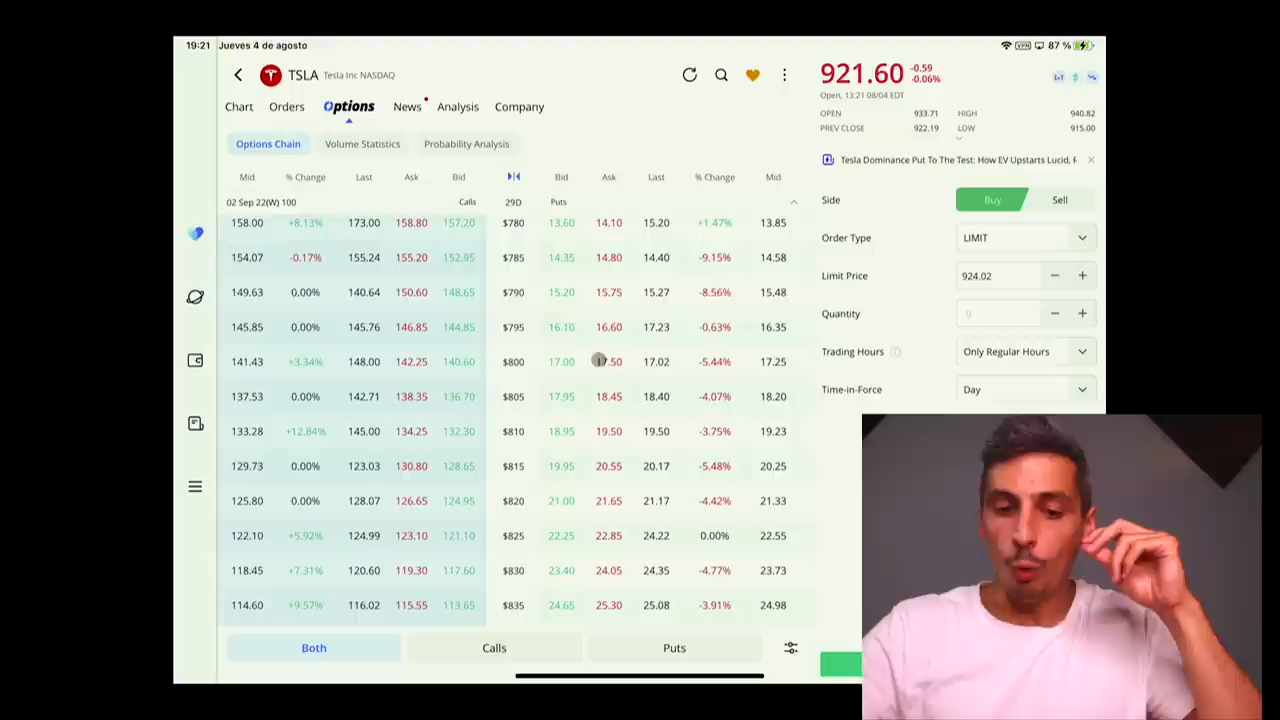 19:21 Jueves 4 de agosto VPN 87 %
TSLA Tesla Inc NASDAQ
921.60 -0.59 -0.06%
Open, 13:21 08/04 EDT
Chart Orders Options News Analysis Company
OPEN 933.71 HIGH 940.82
PREV CLOSE 922.19 LOW 915.00
Options Chain Volume Statistics Probability Analysis
Tesla Dominance Put To The Test: How EV Upstarts Lucid, F
Mid % Change Last Ask Bid Bid Ask Last % Change Mid
02 Sep 22(W) 100 Calls 29D Puts
158.00 +8.13% 173.00 158.80 157.20 $780 13.60 14.10 15.20 +1.47% 13.85
154.07 -0.17% 155.24 155.20 152.95 $785 14.35 14.80 14.40 -9.15% 14.58
149.63 0.00% 140.64 150.60 148.65 $790 15.20 15.75 15.27 -8.56% 15.48
145.85 0.00% 145.76 146.85 144.85 $795 16.10 16.60 17.23 -0.63% 16.35
141.43 +3.34% 148.00 142.25 140.60 $800 17.00 17.50 17.02 -5.44% 17.25
137.53 0.00% 142.71 138.35 136.70 $805 17.95 18.45 18.40 -4.07% 18.20
133.28 +12.84% 145.00 134.25 132.30 $810 18.95 19.50 19.50 -3.75% 19.23
129.73 0.00% 123.03 130.80 128.65 $815 19.95 20.55 20.17 -5.48% 20.25
125.80 0.00% 128.07 126.65 124.95 $820 21.00 21.65 21.17 -4.42% 21.33
122.10 +5.92% 124.99 123.10 121.10 $825 22.25 22.85 24.22 0.00% 22.55
118.45 +7.31% 120.60 119.30 117.60 $830 23.40 24.05 24.35 -4.77% 23.73
114.60 +9.57% 116.02 115.55 113.65 $835 24.65 25.30 25.08 -3.91% 24.98
Both Calls Puts
Side Buy Sell
Order Type LIMIT
Limit Price 924.02
Quantity 0
Trading Hours Only Regular Hours
Time-in-Force Day